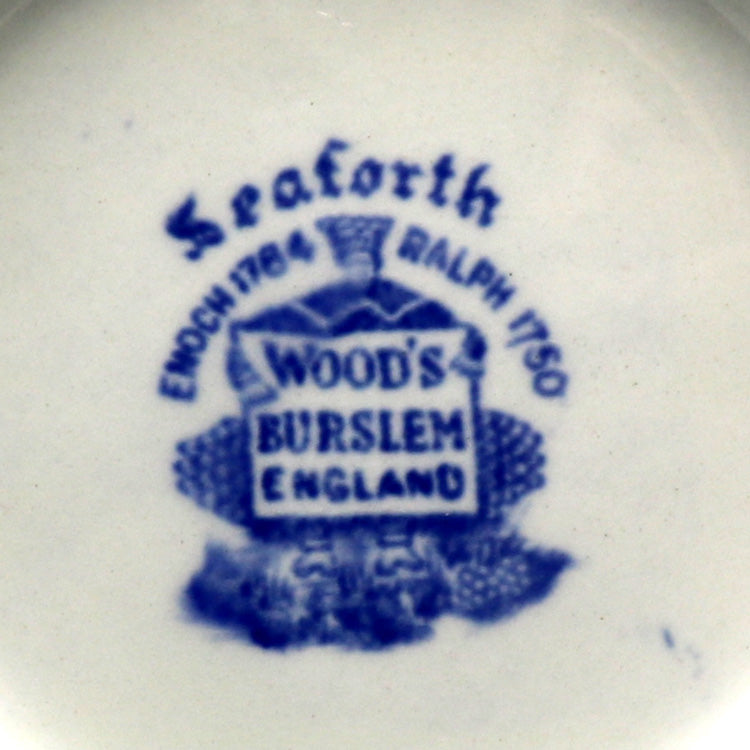 Seaforth
ENOCH 1784 RALPH 1750
WOOD'S
BURSLEM
ENGLAND